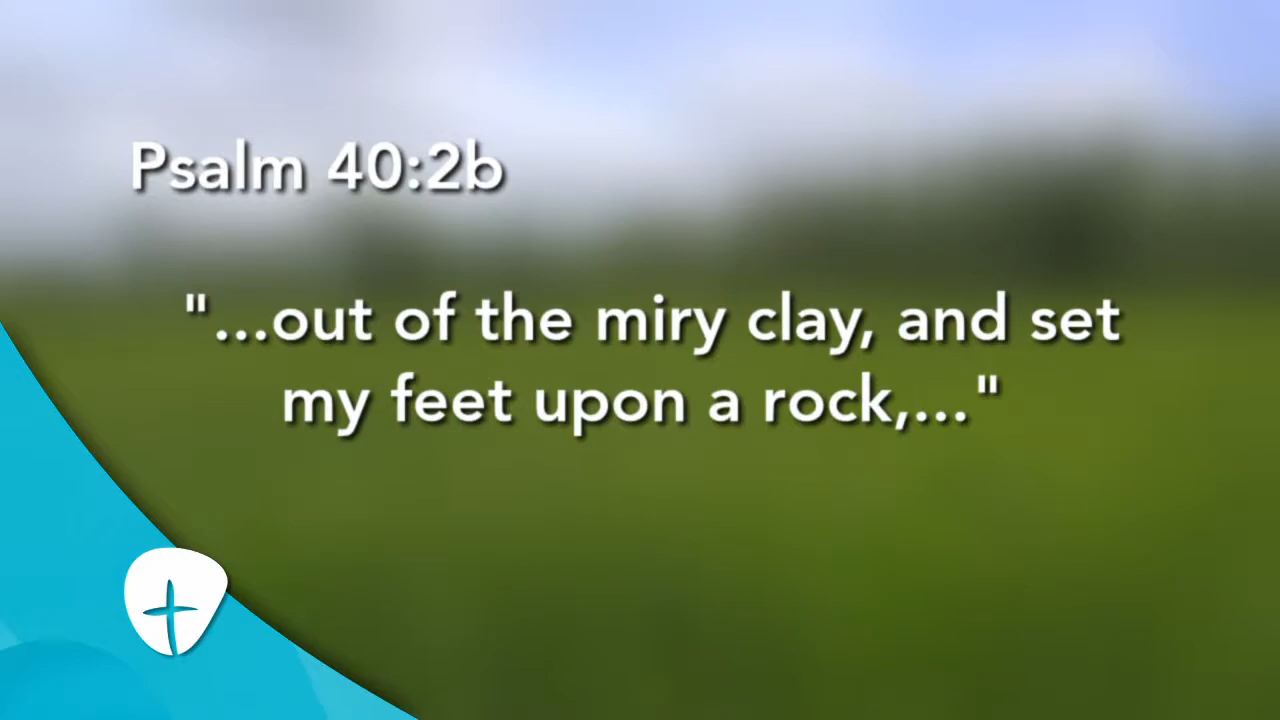 Psalm 40:2b
"...out of the miry clay, and set
my feet upon a rock,..."